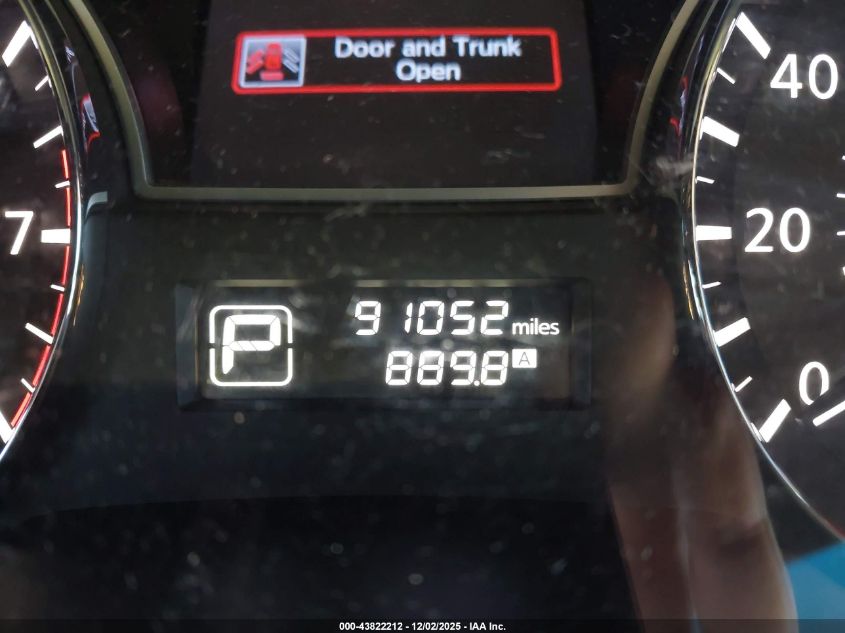 Door and Trunk
Open
40
7
20
P
91052 miles
889.8 A
0
000-43822212 - 12/02/2025 - IAA Inc.